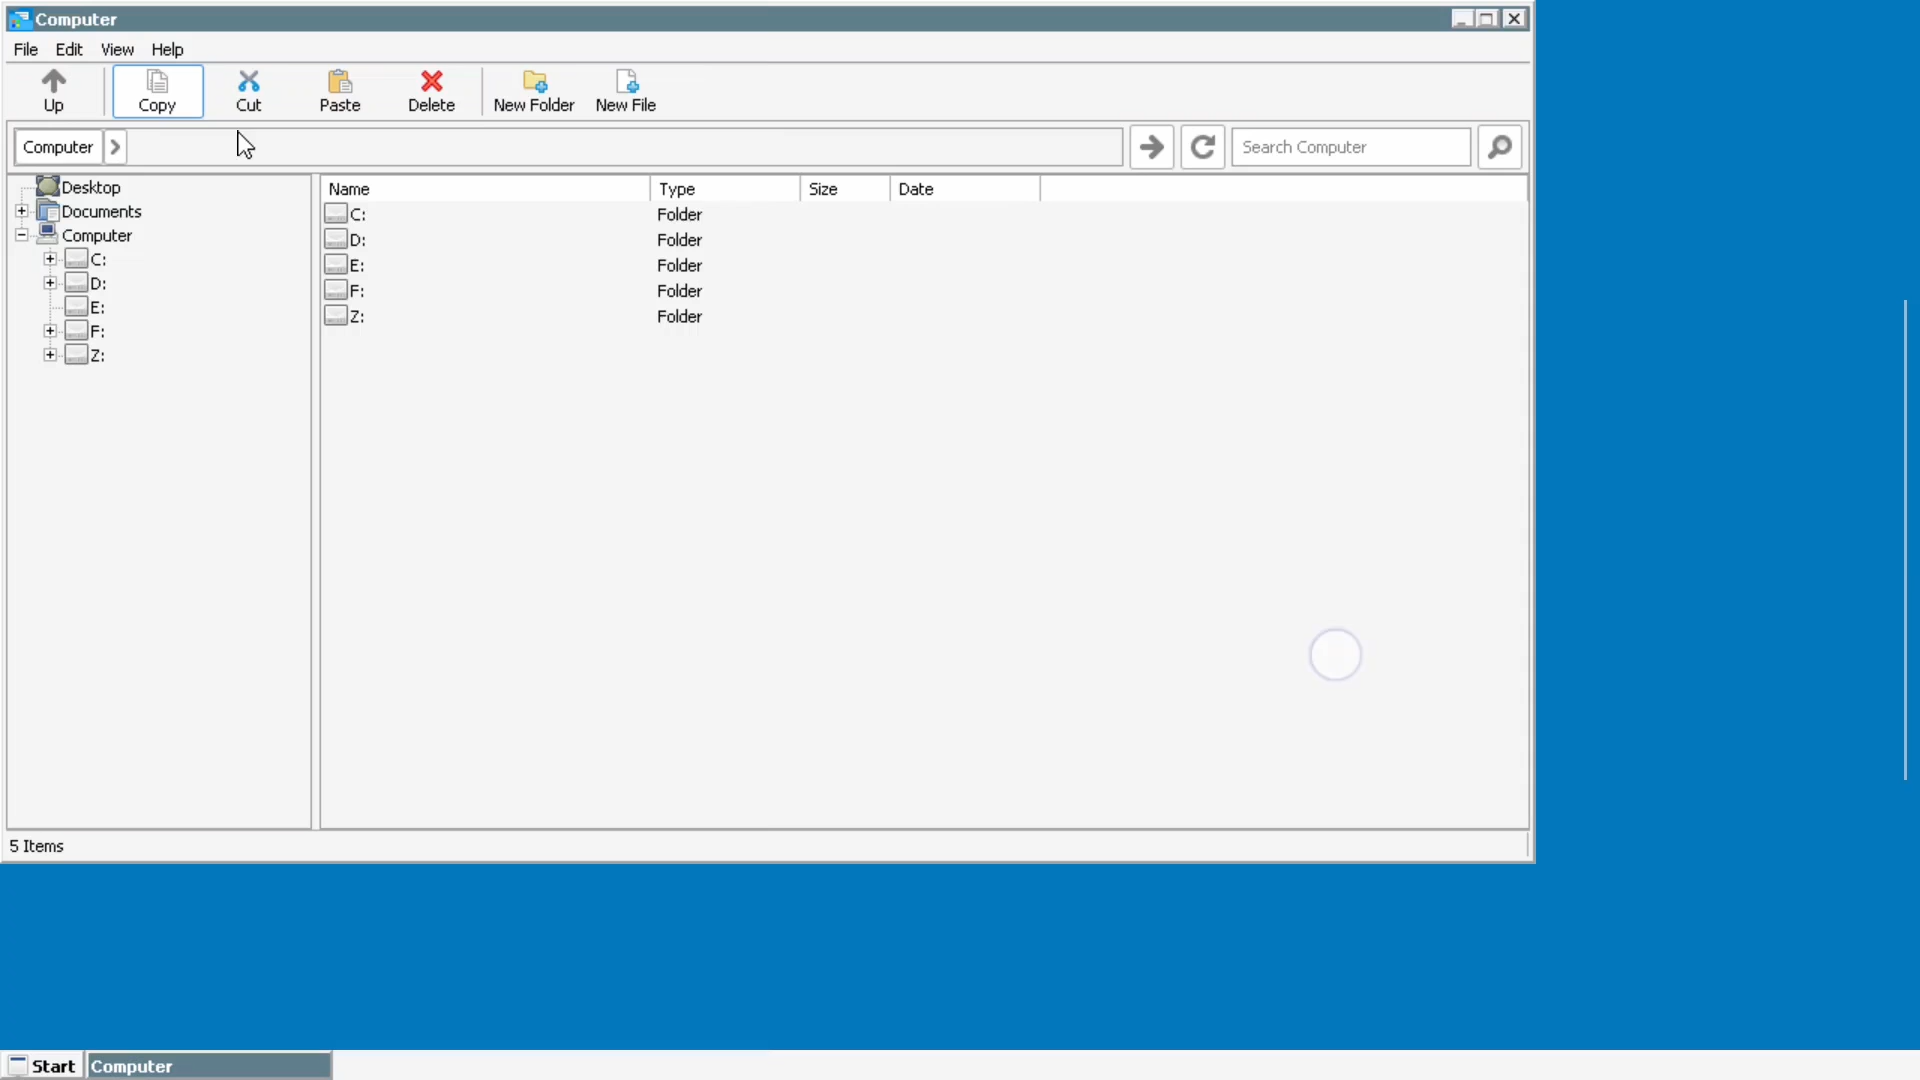 Computer
File Edit View Help
Up Copy Cut Paste Delete New Folder New File
Computer Search Computer
Desktop
Documents
Computer
C:
D:
E:
F:
Z:
Name Type Size Date
C: Folder
D: Folder
E: Folder
F: Folder
Z: Folder
5 Items
Start Computer